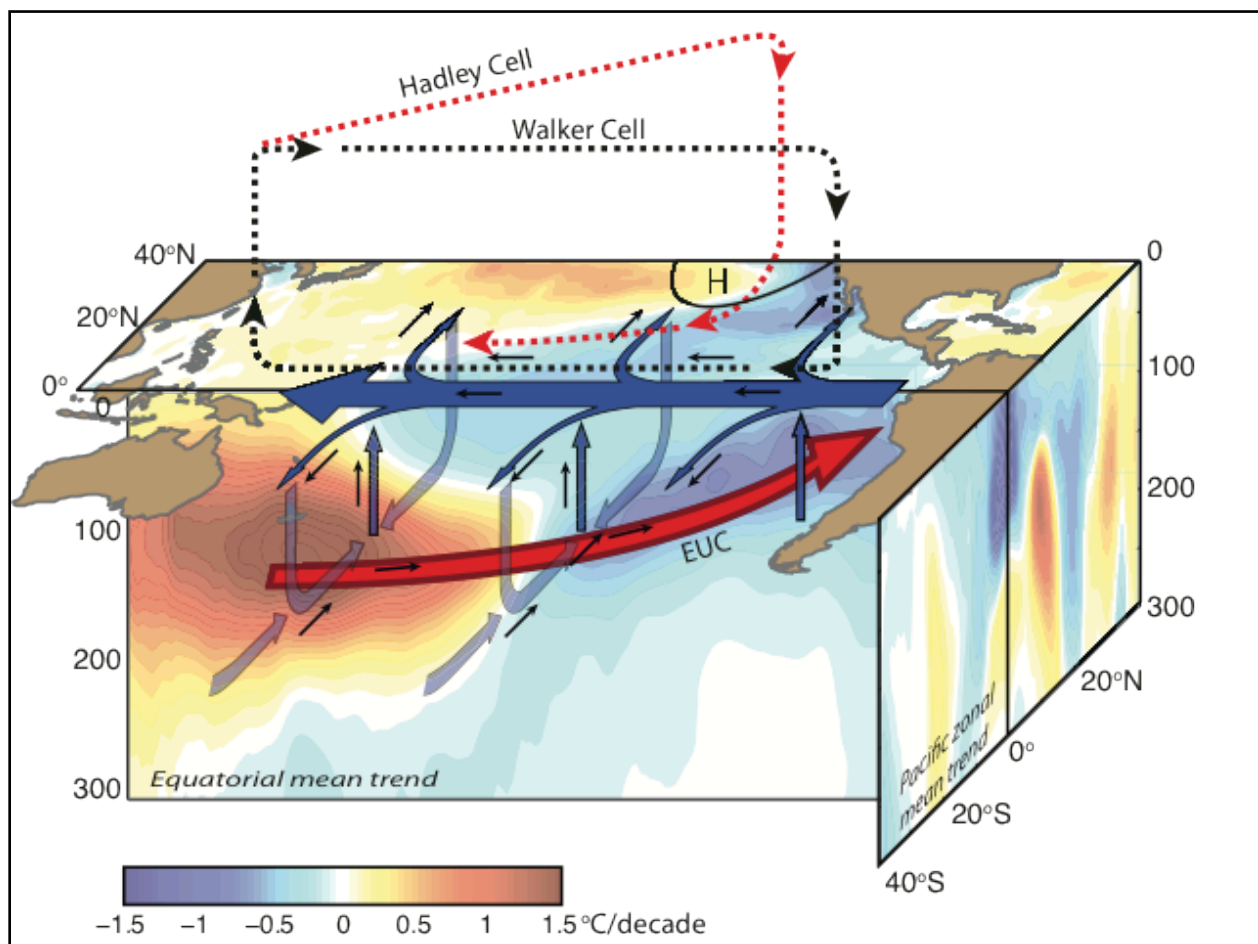 Hadley Cell
Walker Cell
40°N
0
H
20°N
100
0°
0
200
100
EUC
300
200
20°N
Pacific zonal
mean trend
0°
300
Equatorial mean trend
20°S
40°S
−1.5 −1 −0.5 0 0.5 1 1.5 °C/decade